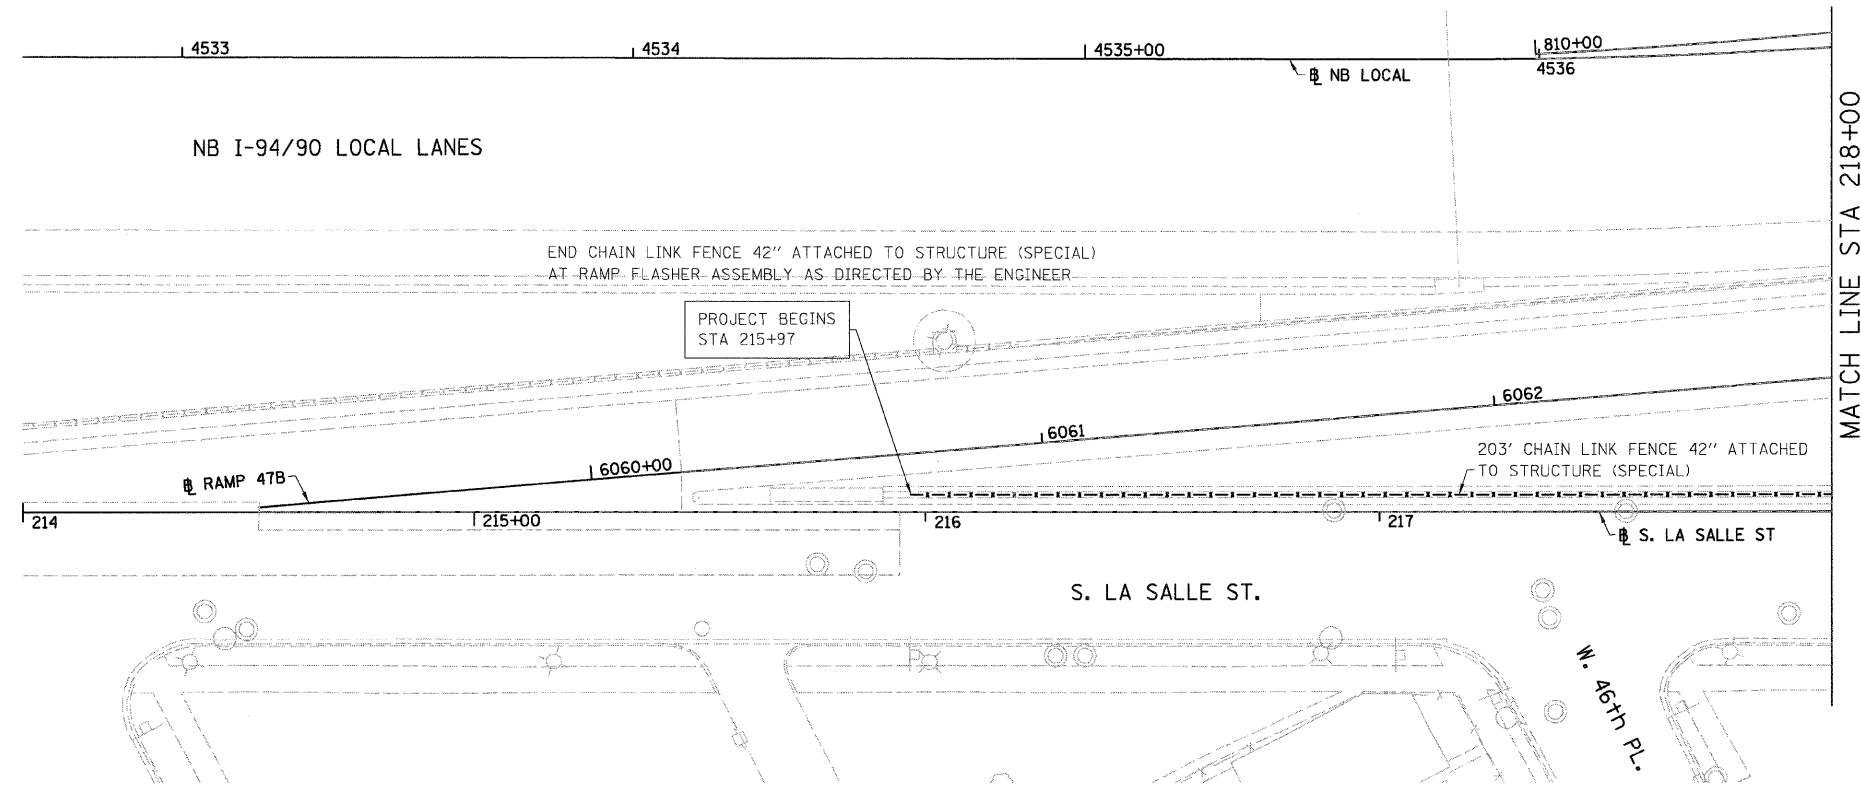 4533
4534
4535+00
810+00
4536
℄ NB LOCAL
NB I-94/90 LOCAL LANES
MATCH LINE STA 218+00
END CHAIN LINK FENCE 42" ATTACHED TO STRUCTURE (SPECIAL)
AT RAMP FLASHER ASSEMBLY AS DIRECTED BY THE ENGINEER
PROJECT BEGINS
STA 215+97
6062
6061
6060+00
℄ RAMP 47B
203' CHAIN LINK FENCE 42" ATTACHED
TO STRUCTURE (SPECIAL)
214
215+00
216
217
℄ S. LA SALLE ST
S. LA SALLE ST.
W. 46th PL.